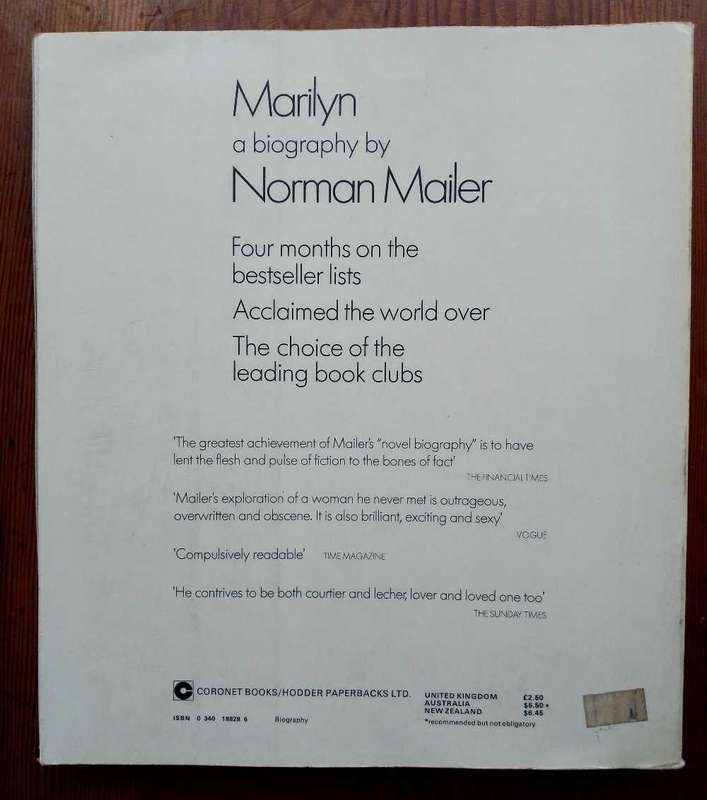 Marilyn
a biography by
Norman Mailer
Four months on the
bestseller lists
Acclaimed the world over
The choice of the
leading book clubs
'The greatest achievement of Mailer's "novel biography" is to have
lent the flesh and pulse of fiction to the bones of fact'
THE FINANCIAL TIMES
'Mailer's exploration of a woman he never met is outrageous,
overwritten and obscene. It is also brilliant, exciting and sexy'
VOGUE
'Compulsively readable' TIME MAGAZINE
'He contrives to be both courtier and lecher, lover and loved one too'
THE SUNDAY TIMES
CORONET BOOKS/HODDER PAPERBACKS LTD.
ISBN 0 340 18828 6 Biography
UNITED KINGDOM £2.50
AUSTRALIA $6.50*
NEW ZEALAND $6.45
*recommended but not obligatory